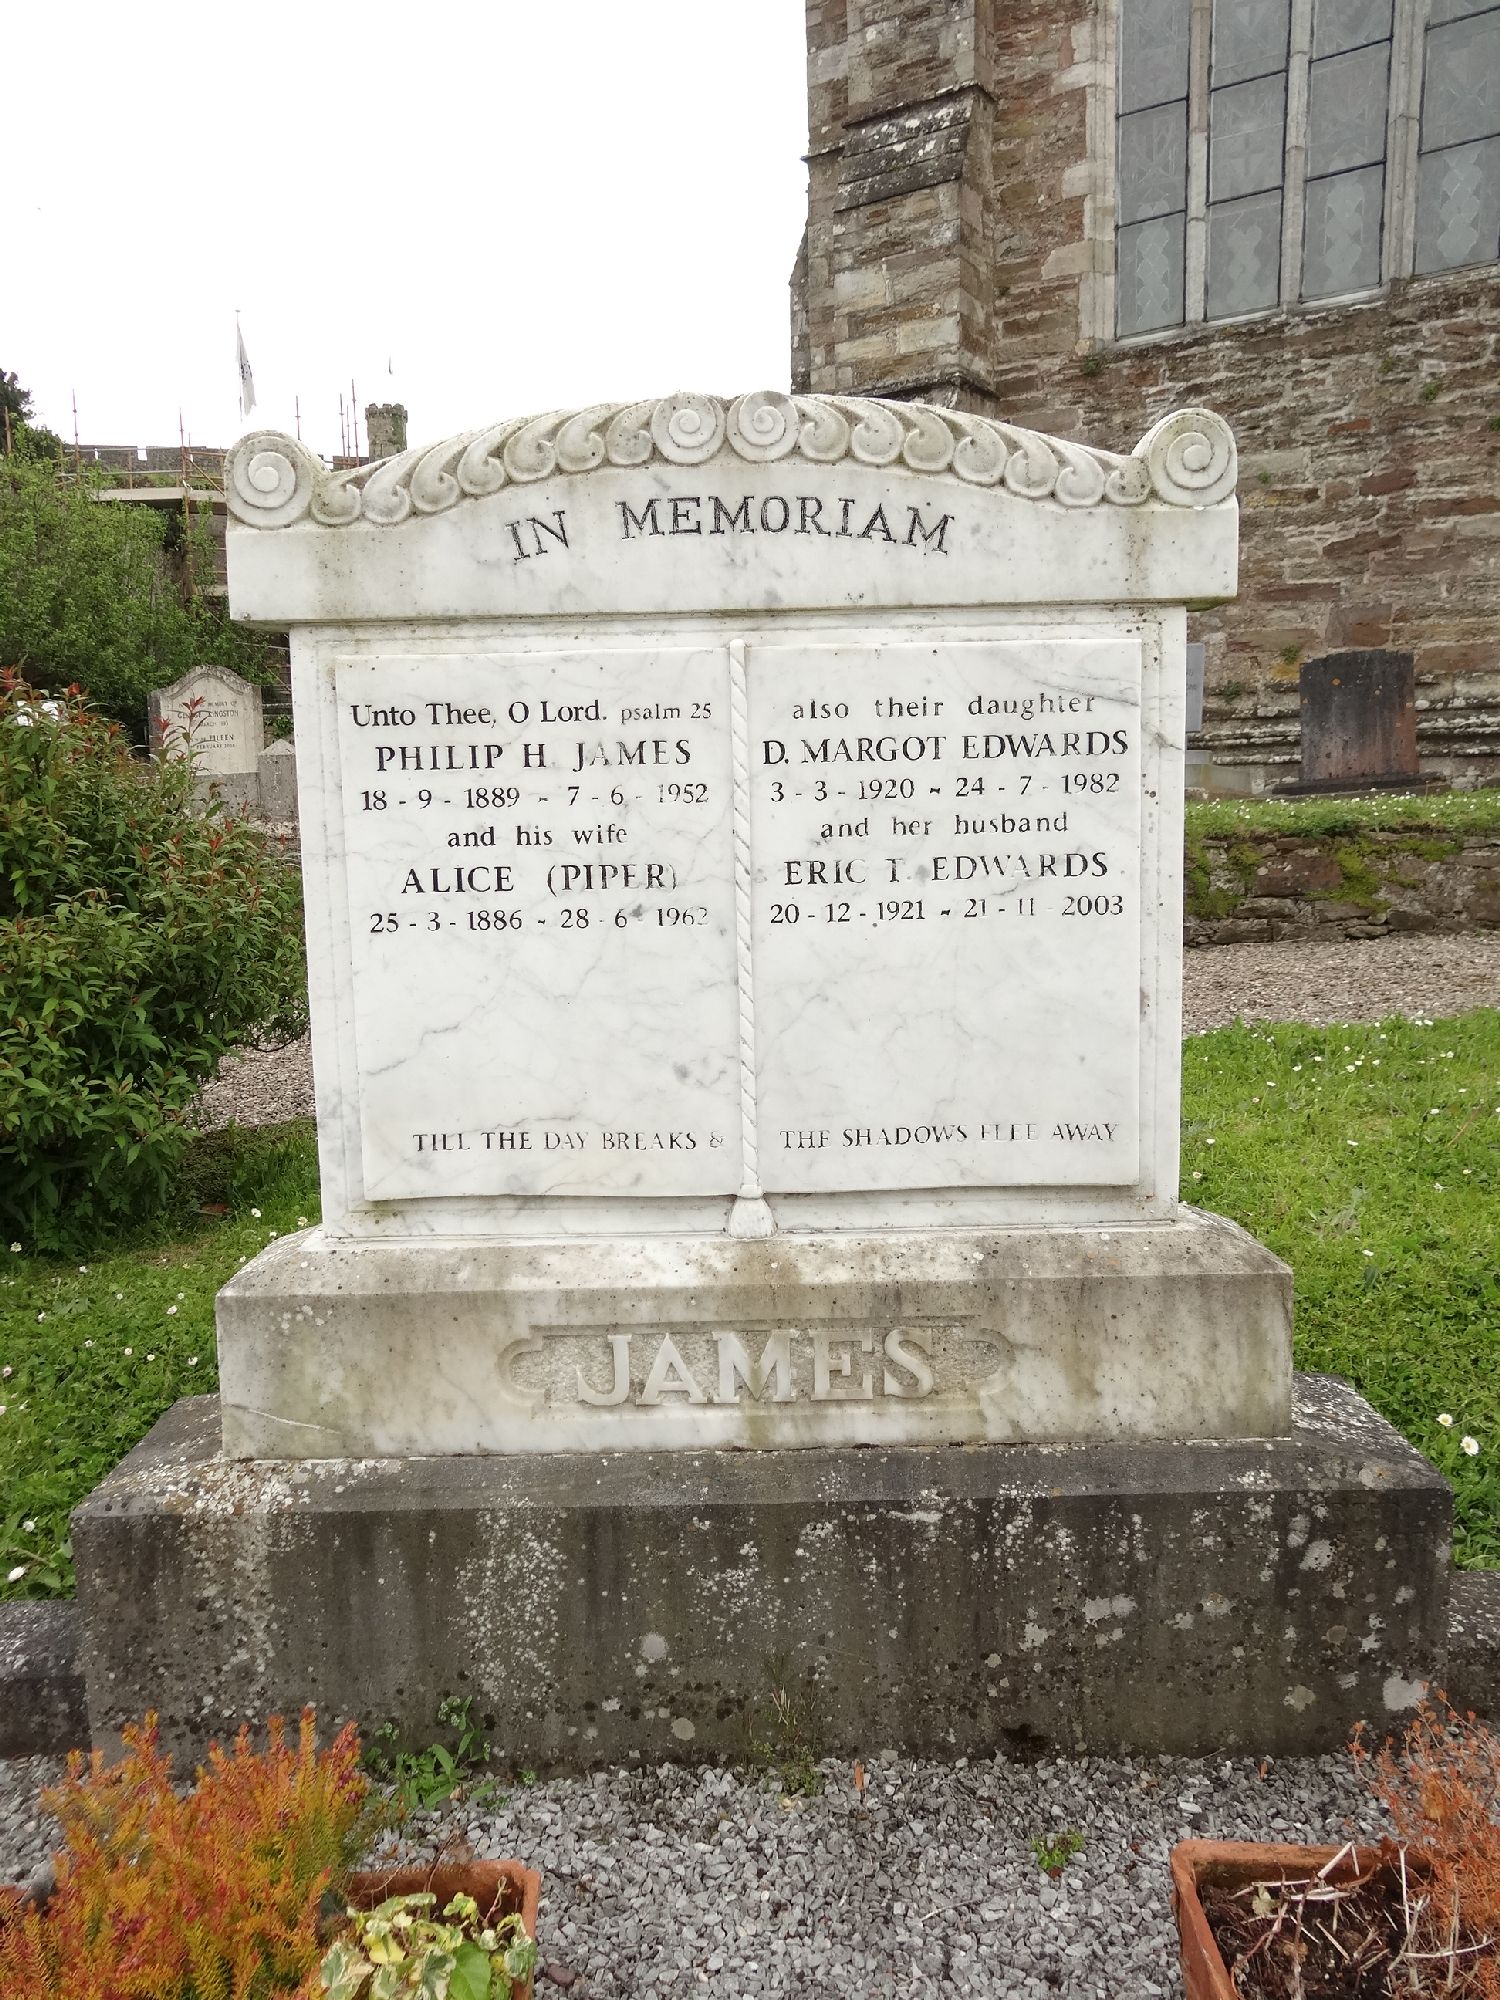 IN MEMORIAM
Unto Thee, O Lord. psalm 25
PHILIP H. JAMES
18 - 9 - 1889 ~ 7 - 6 - 1952
and his wife
ALICE (PIPER)
25 - 3 - 1886 ~ 28 - 6 - 1962
also their daughter
D. MARGOT EDWARDS
3 - 3 - 1920 ~ 24 - 7 - 1982
and her husband
ERIC T. EDWARDS
20 - 12 - 1921 ~ 21 - 11 - 2003
TILL THE DAY BREAKS & THE SHADOWS FLEE AWAY
JAMES